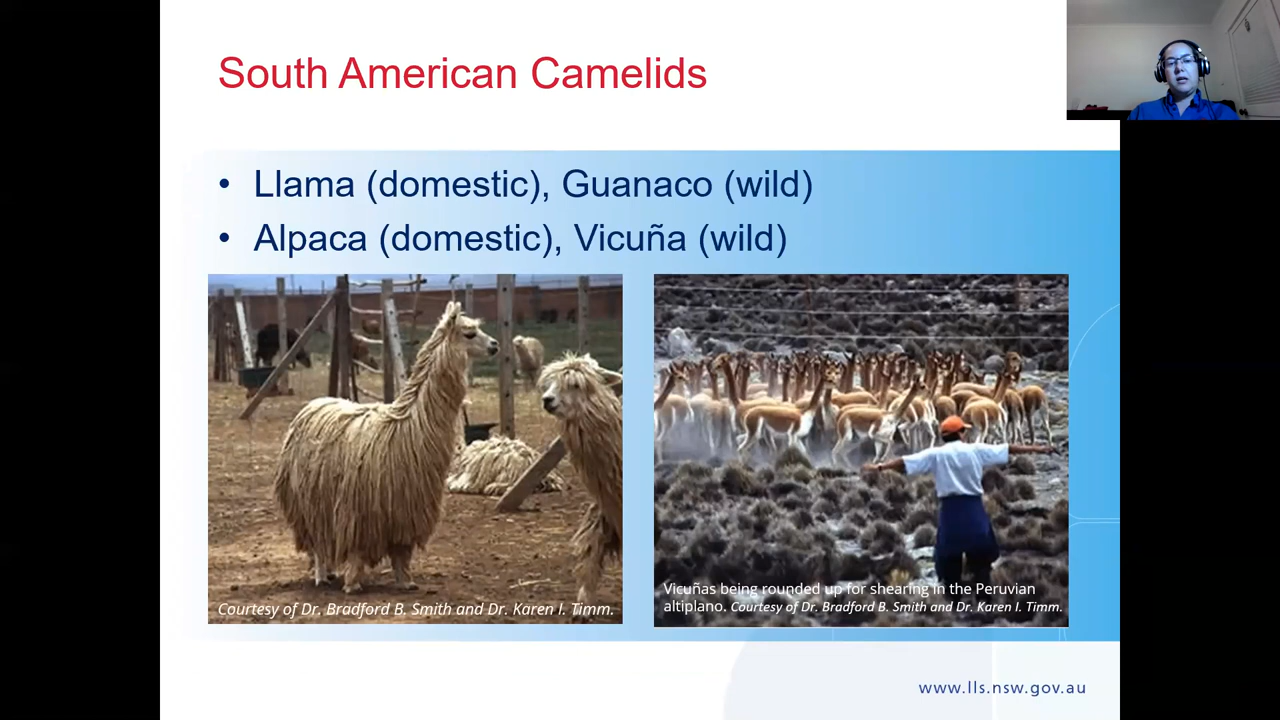 South American Camelids
• Llama (domestic), Guanaco (wild)
• Alpaca (domestic), Vicuña (wild)
Courtesy of Dr. Bradford B. Smith and Dr. Karen I. Timm.
Vicuñas being rounded up for shearing in the Peruvian
altiplano. Courtesy of Dr. Bradford B. Smith and Dr. Karen I. Timm.
www.lls.nsw.gov.au